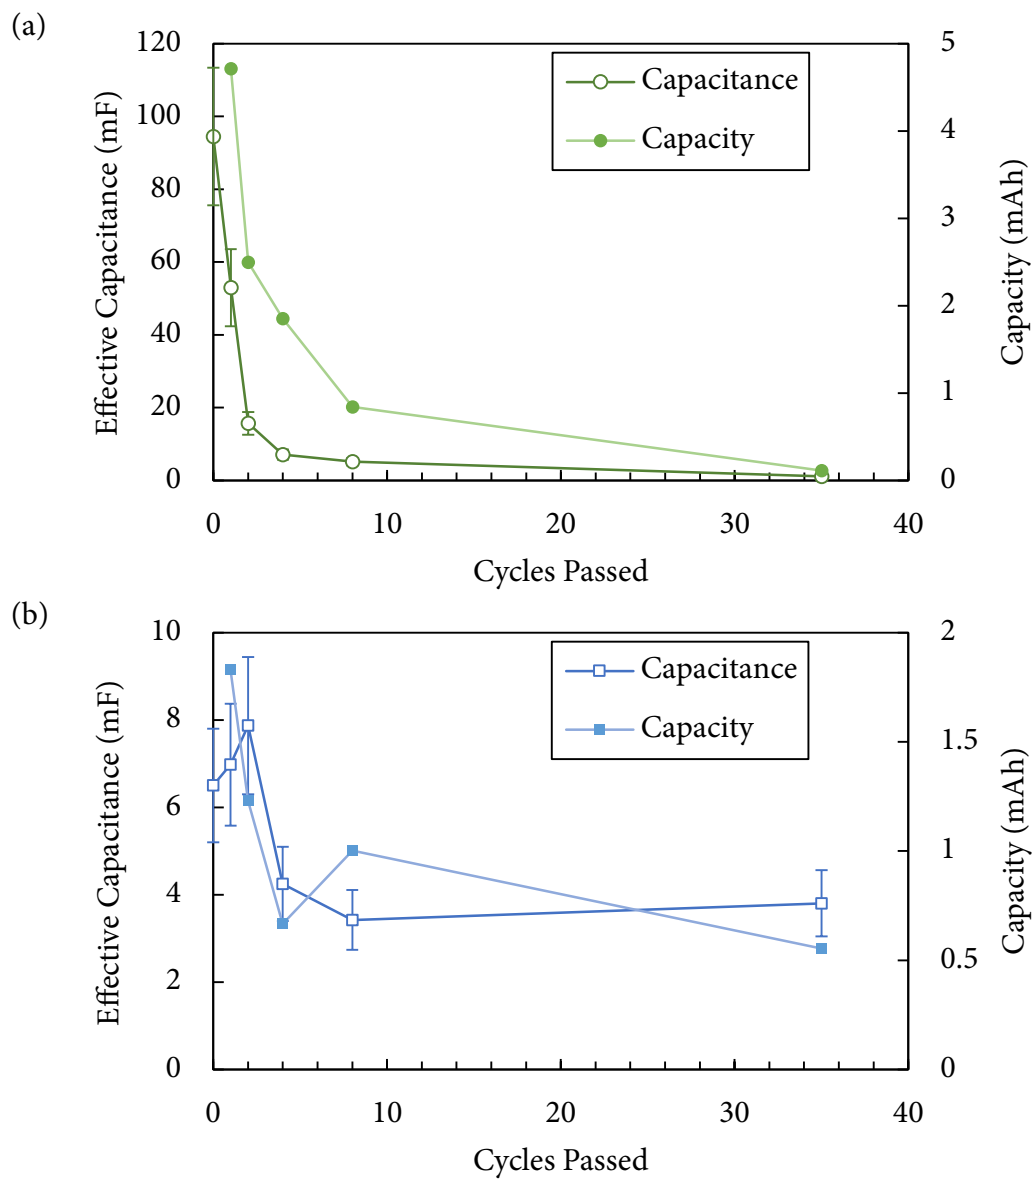 (a)
120
100
80
60
40
20
0
Effective Capacitance (mF)
5
4
3
2
1
0
Capacity (mAh)
Capacitance
Capacity
0 10 20 30 40
Cycles Passed
(b)
10
8
6
4
2
0
Effective Capacitance (mF)
2
1.5
1
0.5
0
Capacity (mAh)
Capacitance
Capacity
0 10 20 30 40
Cycles Passed